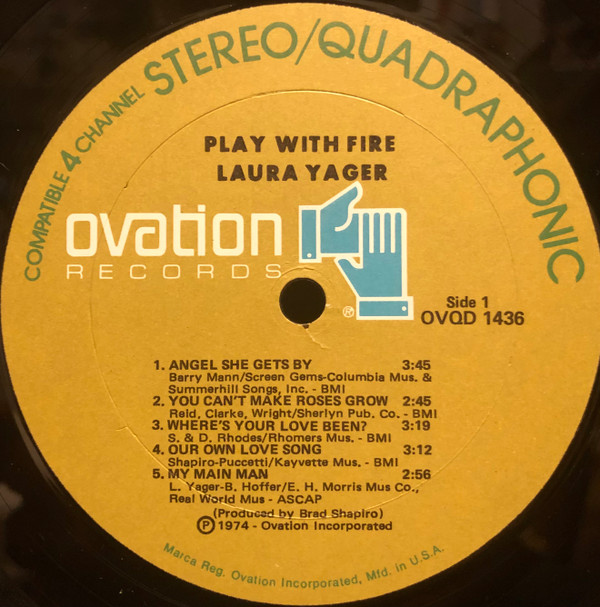 COMPATIBLE 4 CHANNEL STEREO/QUADRAPHONIC
PLAY WITH FIRE
LAURA YAGER
ovation
RECORDS
®
Side 1
OVQD 1436
1. ANGEL SHE GETS BY 3:45
Barry Mann/Screen Gems-Columbia Mus. &
Summerhill Songs, Inc. - BMI
2. YOU CAN'T MAKE ROSES GROW 2:45
Reid, Clarke, Wright/Sherlyn Pub. Co. - BMI
3. WHERE'S YOUR LOVE BEEN? 3:19
S. & D. Rhodes/Rhomers Mus. - BMI
4. OUR OWN LOVE SONG 3:12
Shapiro-Puccetti/Kayvette Mus. - BMI
5. MY MAIN MAN 2:56
L. Yager-B. Hoffer/E. H. Morris Mus Co.,
Real World Mus - ASCAP
(Produced by Brad Shapiro)
℗ 1974 - Ovation Incorporated
Marca Reg. Ovation Incorporated, Mfd. in U.S.A.